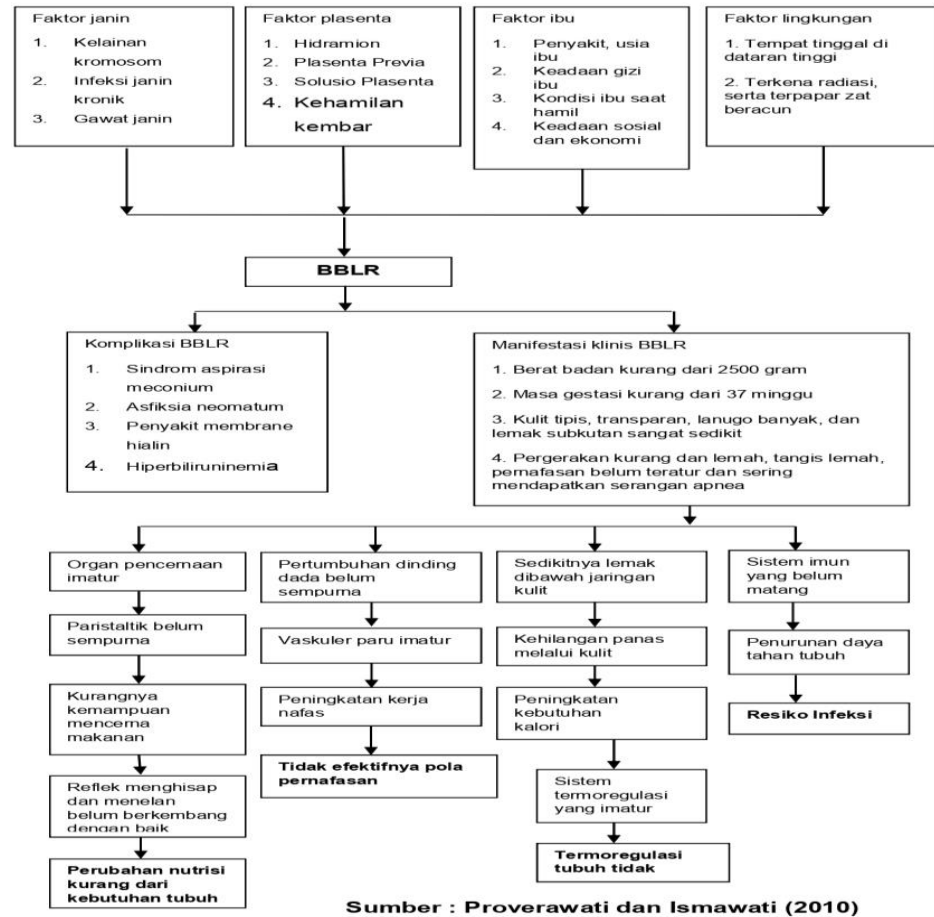 Faktor janin
1. Kelainan
kromosom
2. Infeksi janin
kronik
3. Gawat janin
Faktor plasenta
1. Hidramion
2. Plasenta Previa
3. Solusio Plasenta
4. Kehamilan
kembar
Faktor ibu
1. Penyakit, usia
ibu
2. Keadaan gizi
ibu
3. Kondisi ibu saat
hamil
4. Keadaan sosial
dan ekonomi
Faktor lingkungan
1. Tempat tinggal di
dataran tinggi
2. Terkena radiasi,
serta terpapar zat
beracun
BBLR
Komplikasi BBLR
1. Sindrom aspirasi
meconium
2. Asfiksia neomatum
3. Penyakit membrane
hialin
4. Hiperbiliruninemia
Manifestasi klinis BBLR
1. Berat badan kurang dari 2500 gram
2. Masa gestasi kurang dari 37 minggu
3. Kulit tipis, transparan, lanugo banyak, dan
lemak subkutan sangat sedikit
4. Pergerakan kurang dan lemah, tangis lemah,
pernafasan belum teratur dan sering
mendapatkan serangan apnea
Organ pencernaan
imatur
Paristaltik belum
sempurna
Kurangnya
kemampuan
mencerna
makanan
Reflek menghisap
dan menelan
belum berkembang
dengan baik
Perubahan nutrisi
kurang dari
kebutuhan tubuh
Pertumbuhan dinding
dada belum
sempurna
Vaskuler paru imatur
Peningkatan kerja
nafas
Tidak efektifnya pola
pernafasan
Sedikitnya lemak
dibawah jaringan
kulit
Kehilangan panas
melalui kulit
Peningkatan
kebutuhan
kalori
Sistem
termoregulasi
yang imatur
Termoregulasi
tubuh tidak
Sistem imun
yang belum
matang
Penurunan daya
tahan tubuh
Resiko Infeksi
Sumber : Proverawati dan Ismawati (2010)